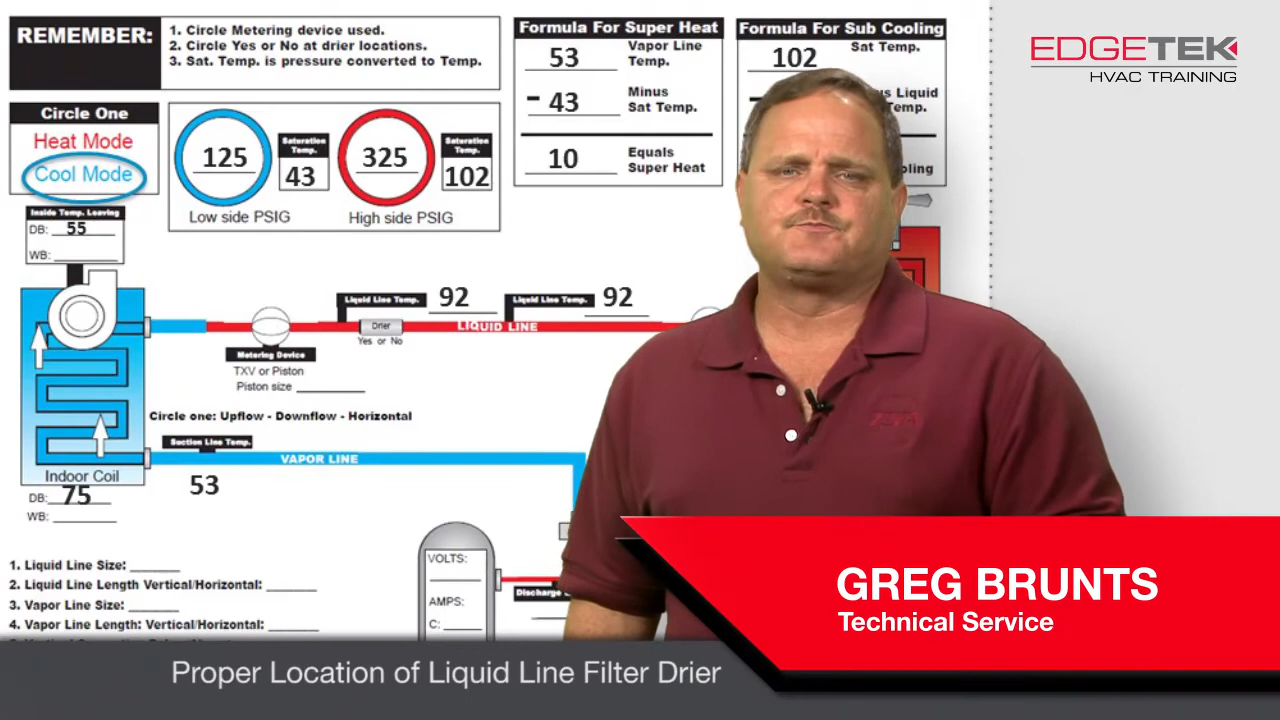 REMEMBER:
1. Circle Metering device used.
2. Circle Yes or No at drier locations.
3. Sat. Temp. is pressure converted to Temp.
Formula For Super Heat
53 Vapor Line Temp.
- 43 Minus Sat Temp.
10 Equals Super Heat
Formula For Sub Cooling
102 Sat Temp.
Liquid
EDGETEK
HVAC TRAINING
Circle One
Heat Mode
Cool Mode
125
Saturation Temp.
43
325
Saturation Temp.
102
Low side PSIG
High side PSIG
Inside Temp. Leaving
DB: 55
WB:
Liquid Line Temp. 92
Liquid Line Temp. 92
Drier
LIQUID LINE
Yes or No
Metering Device
TXV or Piston
Piston size
Circle one: Upflow - Downflow - Horizontal
Suction Line Temp.
VAPOR LINE
53
Indoor Coil
DB: 75
WB:
VOLTS:
AMPS:
C:
Discharge
1. Liquid Line Size:
2. Liquid Line Length Vertical/Horizontal:
3. Vapor Line Size:
4. Vapor Line Length: Vertical/Horizontal:
GREG BRUNTS
Technical Service
Proper Location of Liquid Line Filter Drier